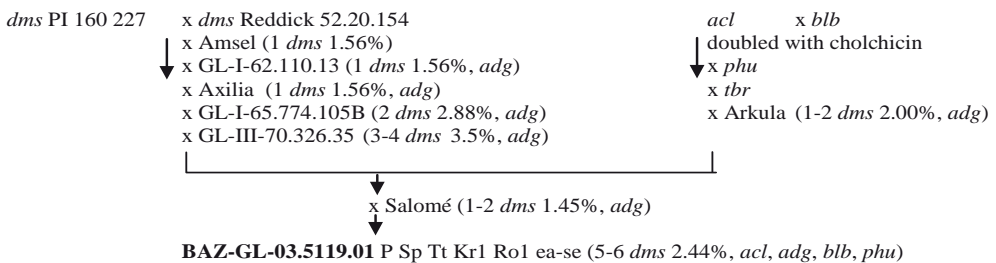 dms PI 160 227 x dms Reddick 52.20.154
x Amsel (1 dms 1.56%)
x GL-I-62.110.13 (1 dms 1.56%, adg)
x Axilia (1 dms 1.56%, adg)
x GL-I-65.774.105B (2 dms 2.88%, adg)
x GL-III-70.326.35 (3-4 dms 3.5%, adg)
acl x blb
doubled with cholchicin
x phu
x tbr
x Arkula (1-2 dms 2.00%, adg)
x Salomé (1-2 dms 1.45%, adg)
BAZ-GL-03.5119.01 P Sp Tt Kr1 Ro1 ea-se (5-6 dms 2.44%, acl, adg, blb, phu)